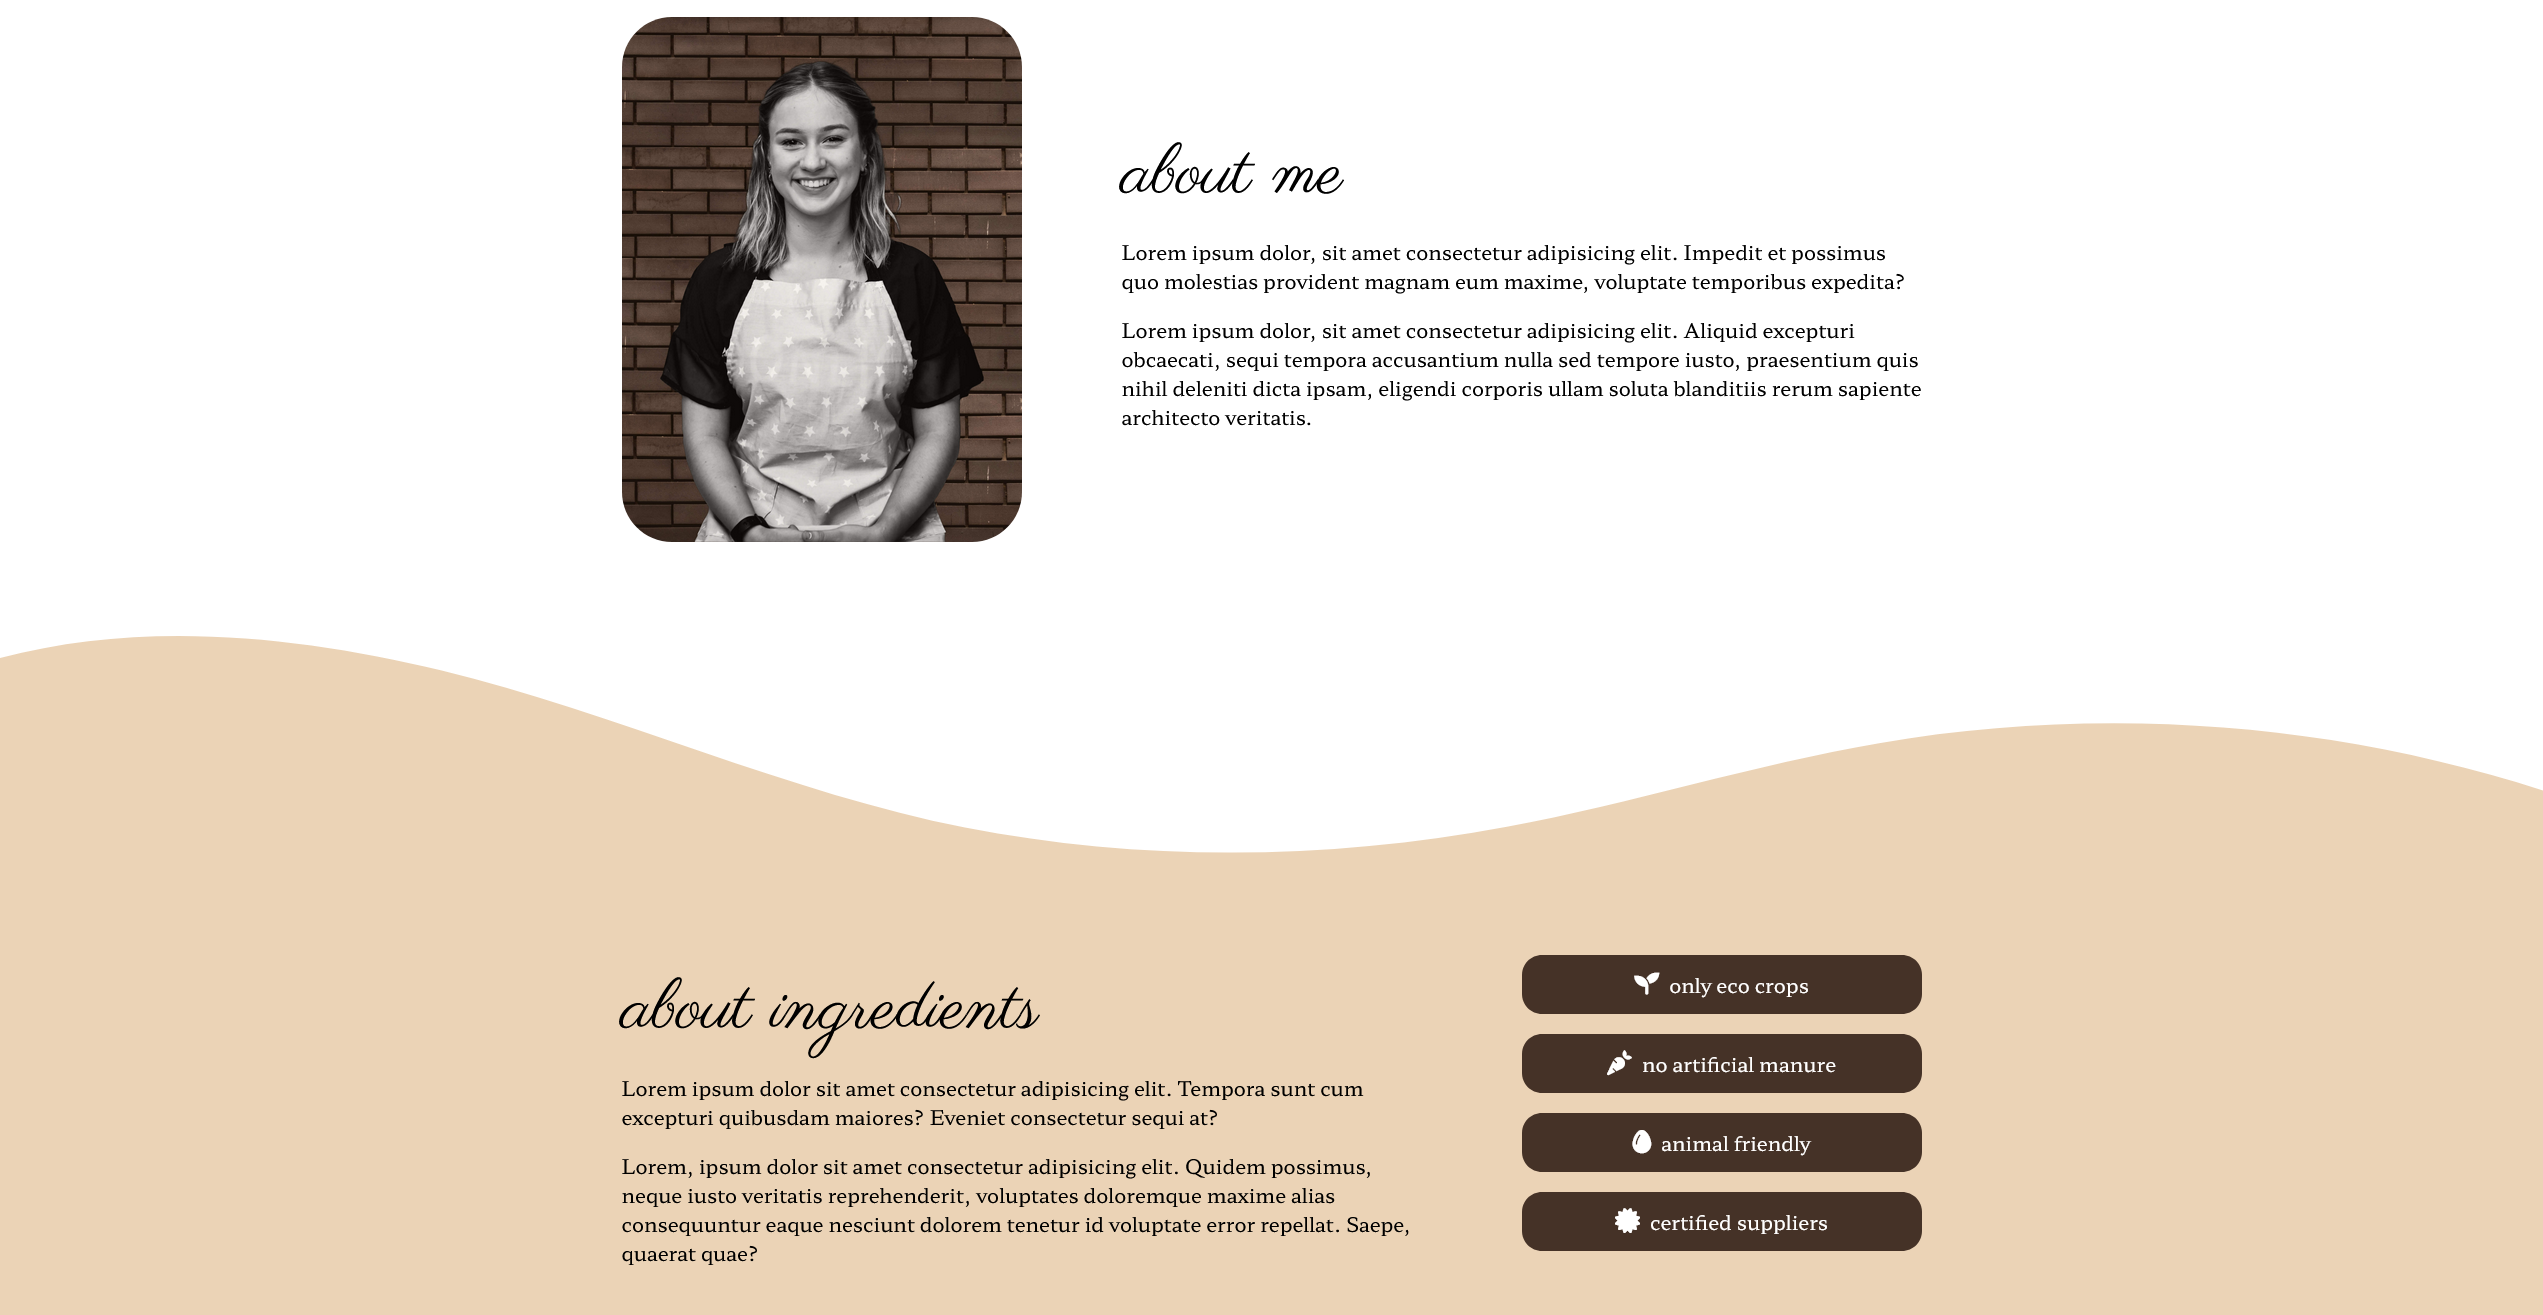 about me
Lorem ipsum dolor, sit amet consectetur adipisicing elit. Impedit et possimus
quo molestias provident magnam eum maxime, voluptate temporibus expedita?
Lorem ipsum dolor, sit amet consectetur adipisicing elit. Aliquid excepturi
obcaecati, sequi tempora accusantium nulla sed tempore iusto, praesentium quis
nihil deleniti dicta ipsam, eligendi corporis ullam soluta blanditiis rerum sapiente
architecto veritatis.
about ingredients
Lorem ipsum dolor sit amet consectetur adipisicing elit. Tempora sunt cum
excepturi quibusdam maiores? Eveniet consectetur sequi at?
Lorem, ipsum dolor sit amet consectetur adipisicing elit. Quidem possimus,
neque iusto veritatis reprehenderit, voluptates doloremque maxime alias
consequuntur eaque nesciunt dolorem tenetur id voluptate error repellat. Saepe,
quaerat quae?
only eco crops
no artificial manure
animal friendly
certified suppliers